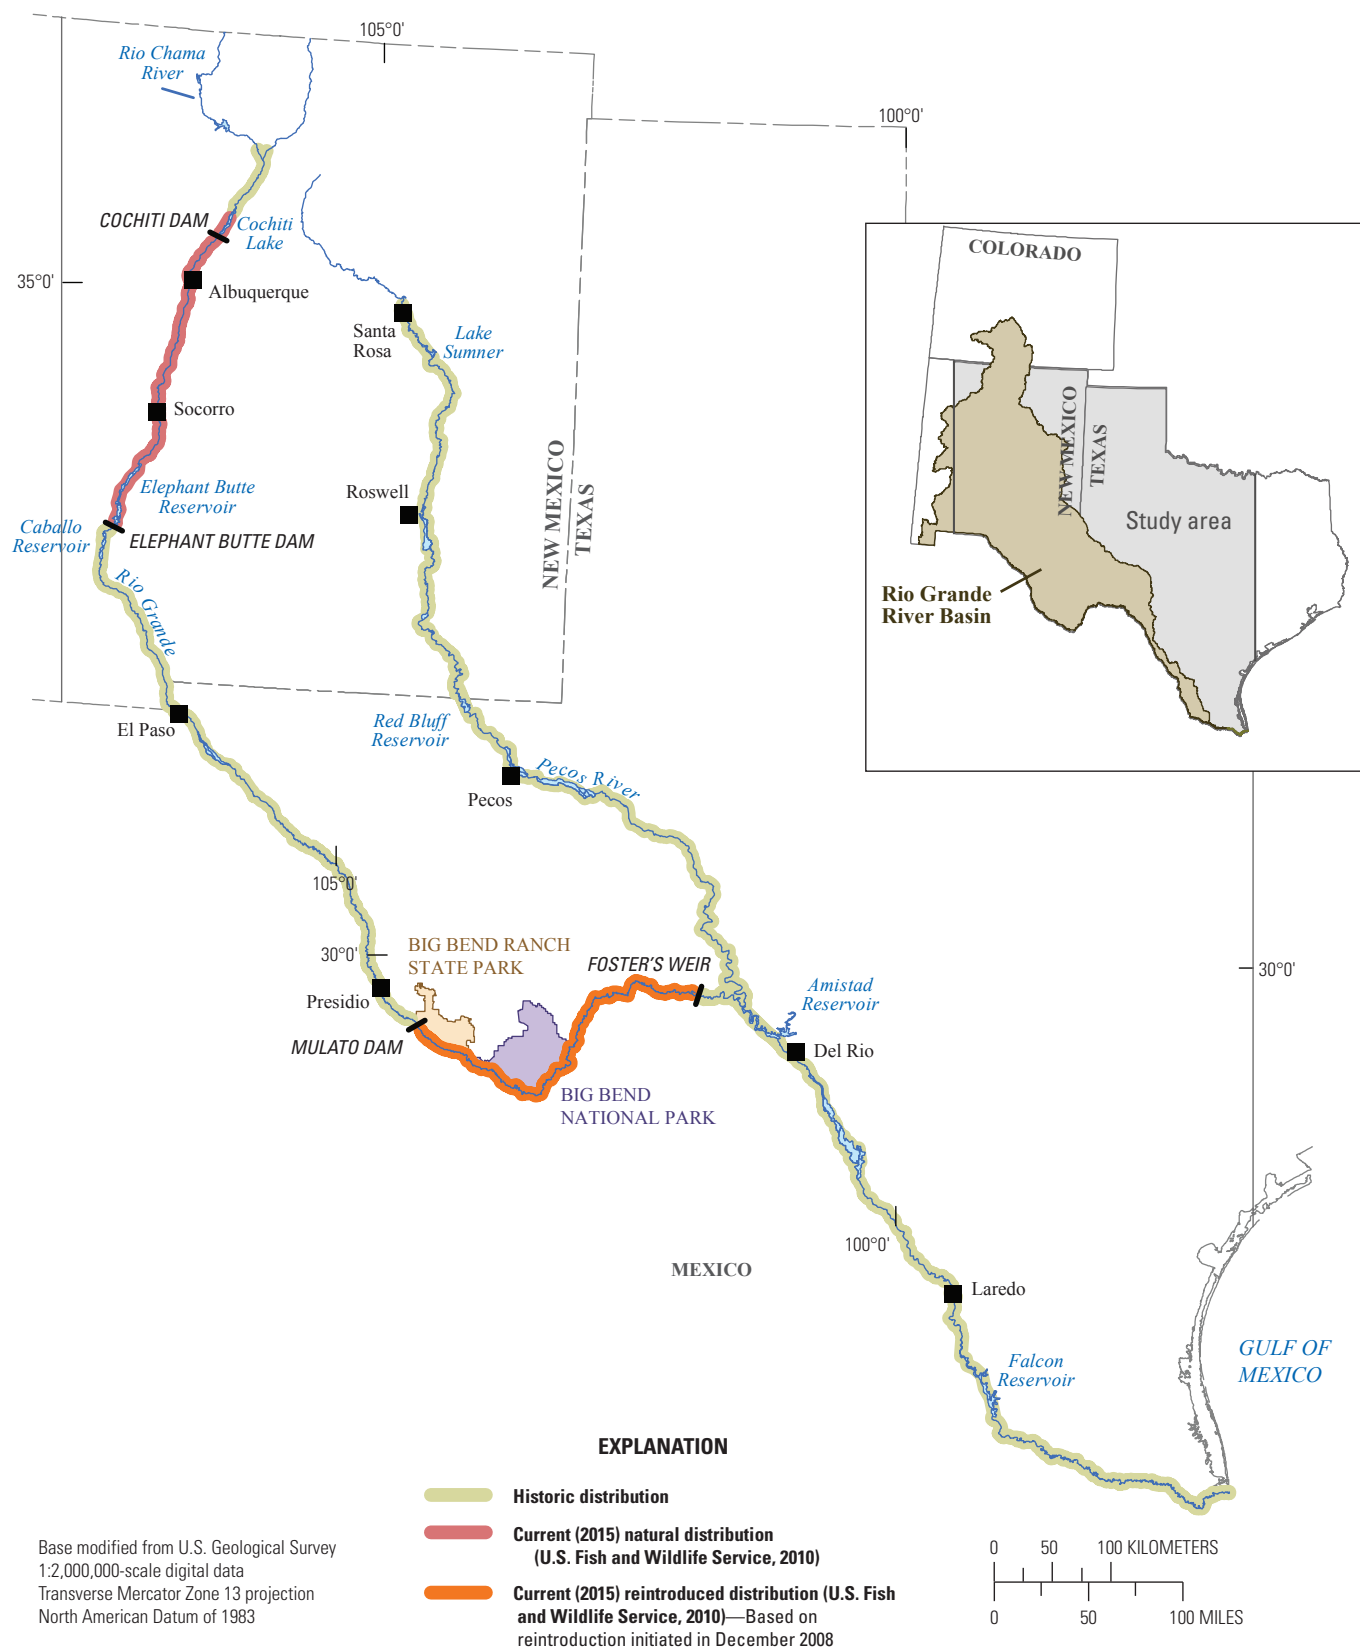 105°0'
Rio Chama
River
100°0'
COCHITI DAM
Cochiti
Lake
35°0'
Albuquerque
Santa
Rosa
Lake
Sumner
Socorro
Elephant Butte
Reservoir
Roswell
Caballo
Reservoir
ELEPHANT BUTTE DAM
NEW MEXICO
TEXAS
Rio Grande
El Paso
Red Bluff
Reservoir
Pecos River
Pecos
COLORADO
NEW MEXICO
TEXAS
Study area
Rio Grande
River Basin
105°0'
30°0'
BIG BEND RANCH
STATE PARK
FOSTER'S WEIR
30°0'
Presidio
Amistad
Reservoir
MULATO DAM
Del Rio
BIG BEND
NATIONAL PARK
100°0'
MEXICO
Laredo
GULF OF
MEXICO
Falcon
Reservoir
EXPLANATION
Historic distribution
Current (2015) natural distribution
(U.S. Fish and Wildlife Service, 2010)
Current (2015) reintroduced distribution (U.S. Fish
and Wildlife Service, 2010)—Based on
reintroduction initiated in December 2008
Base modified from U.S. Geological Survey
1:2,000,000-scale digital data
Transverse Mercator Zone 13 projection
North American Datum of 1983
0 50 100 KILOMETERS
0 50 100 MILES